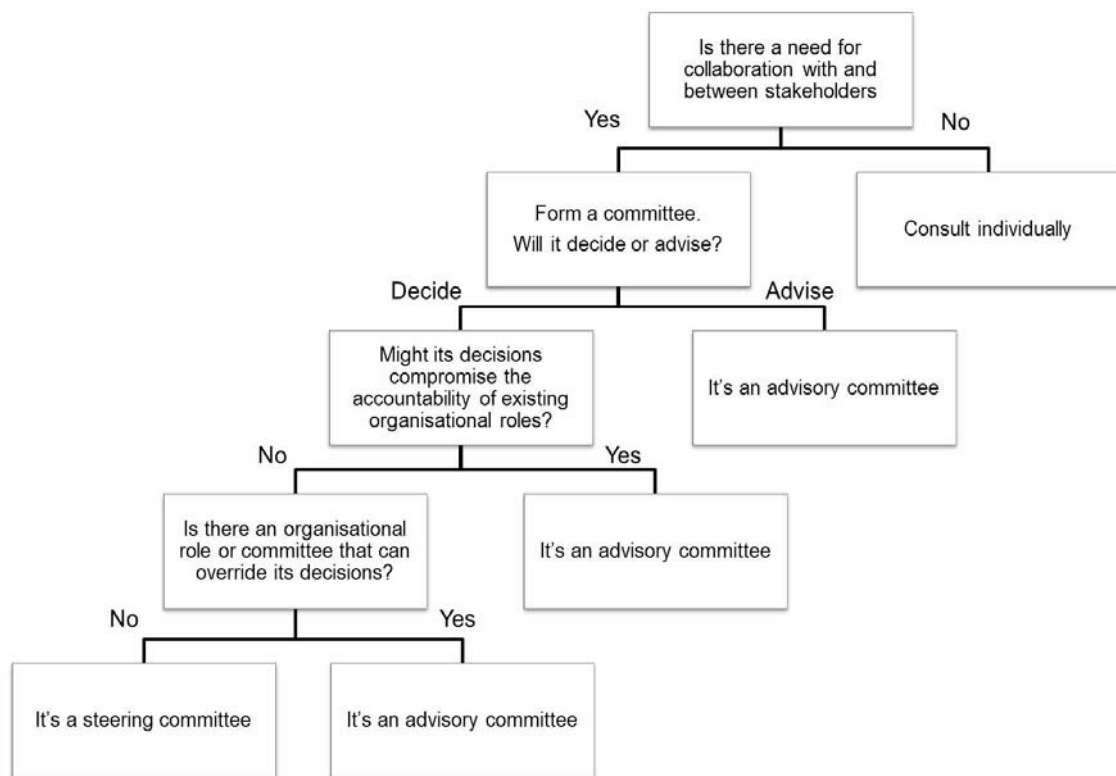 Is there a need for
collaboration with and
between stakeholders
Yes
No
Form a committee.
Will it decide or advise?
Consult individually
Decide
Advise
Might its decisions
compromise the
accountability of existing
organisational roles?
It's an advisory committee
No
Yes
Is there an organisational
role or committee that can
override its decisions?
It's an advisory committee
No
Yes
It's a steering committee
It's an advisory committee